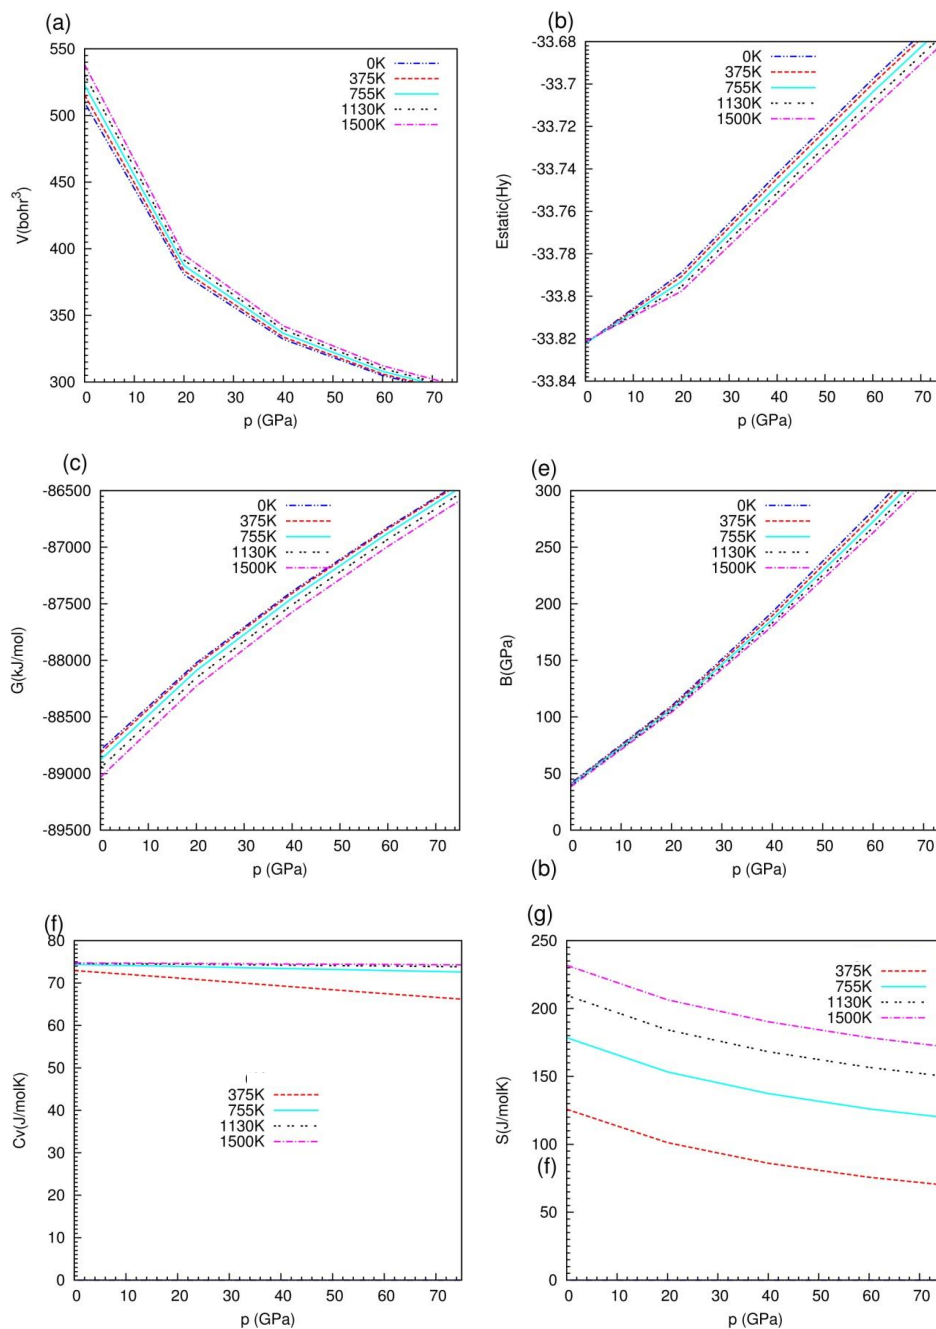 (a)
V(bohr³)
550
500
450
400
350
300
0K
375K
755K
1130K
1500K
0 10 20 30 40 50 60 70
p (GPa)
(b)
Estatic(Hy)
-33.68
-33.7
-33.72
-33.74
-33.76
-33.78
-33.8
-33.82
-33.84
0K
375K
755K
1130K
1500K
0 10 20 30 40 50 60 70
p (GPa)
(c)
G(kJ/mol)
-86500
-87000
-87500
-88000
-88500
-89000
-89500
0K
375K
755K
1130K
1500K
0 10 20 30 40 50 60 70
p (GPa)
(e)
B(GPa)
300
250
200
150
100
50
0
0K
375K
755K
1130K
1500K
0 10 20 30 40 50 60 70
p (GPa)
(b)
(f)
Cv(J/molK)
80
70
60
50
40
30
20
10
0
375K
755K
1130K
1500K
0 10 20 30 40 50 60 70
p (GPa)
(g)
S(J/molK)
250
200
150
100
50
0
375K
755K
1130K
1500K
(f)
0 10 20 30 40 50 60 70
p (GPa)